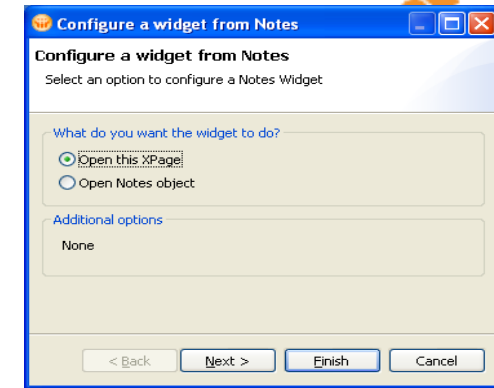 Configure a widget from Notes
Configure a widget from Notes
Select an option to configure a Notes Widget
What do you want the widget to do?
Open this XPage
Open Notes object
Additional options
None
< Back Next > Finish Cancel